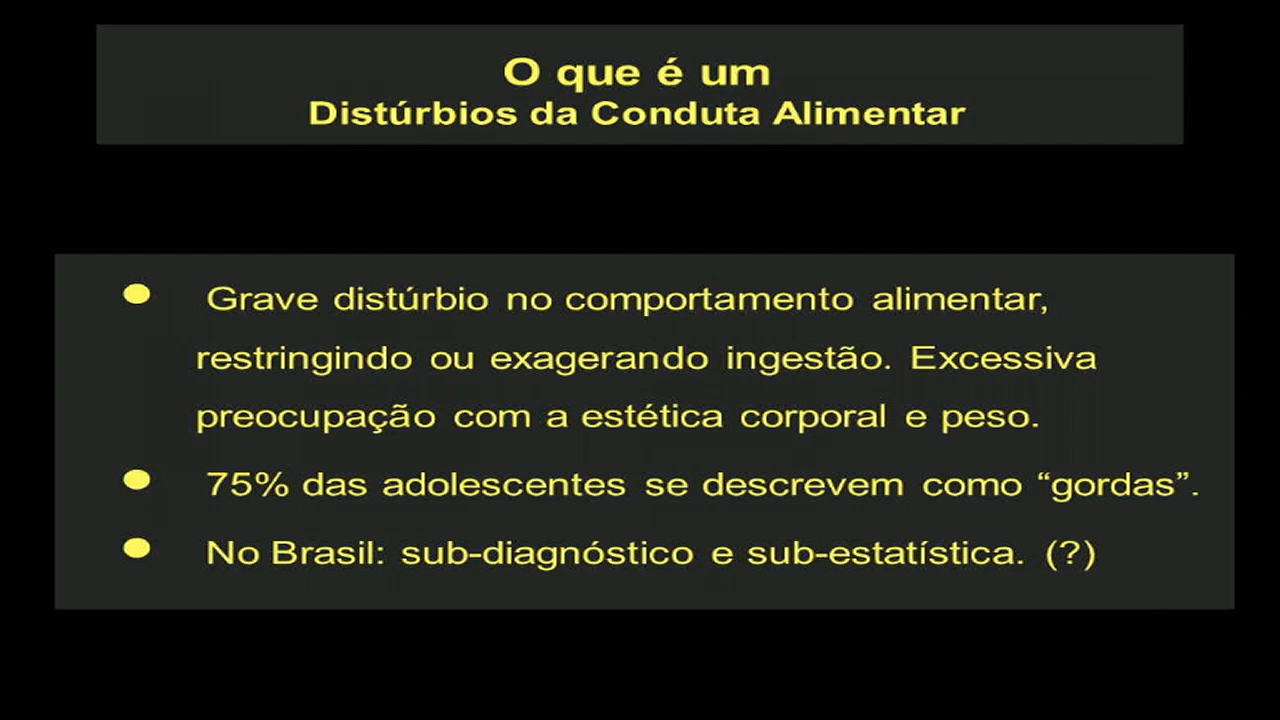 O que é um
Distúrbios da Conduta Alimentar
● Grave distúrbio no comportamento alimentar,
restringindo ou exagerando ingestão. Excessiva
preocupação com a estética corporal e peso.
● 75% das adolescentes se descrevem como “gordas”.
● No Brasil: sub-diagnóstico e sub-estatística. (?)